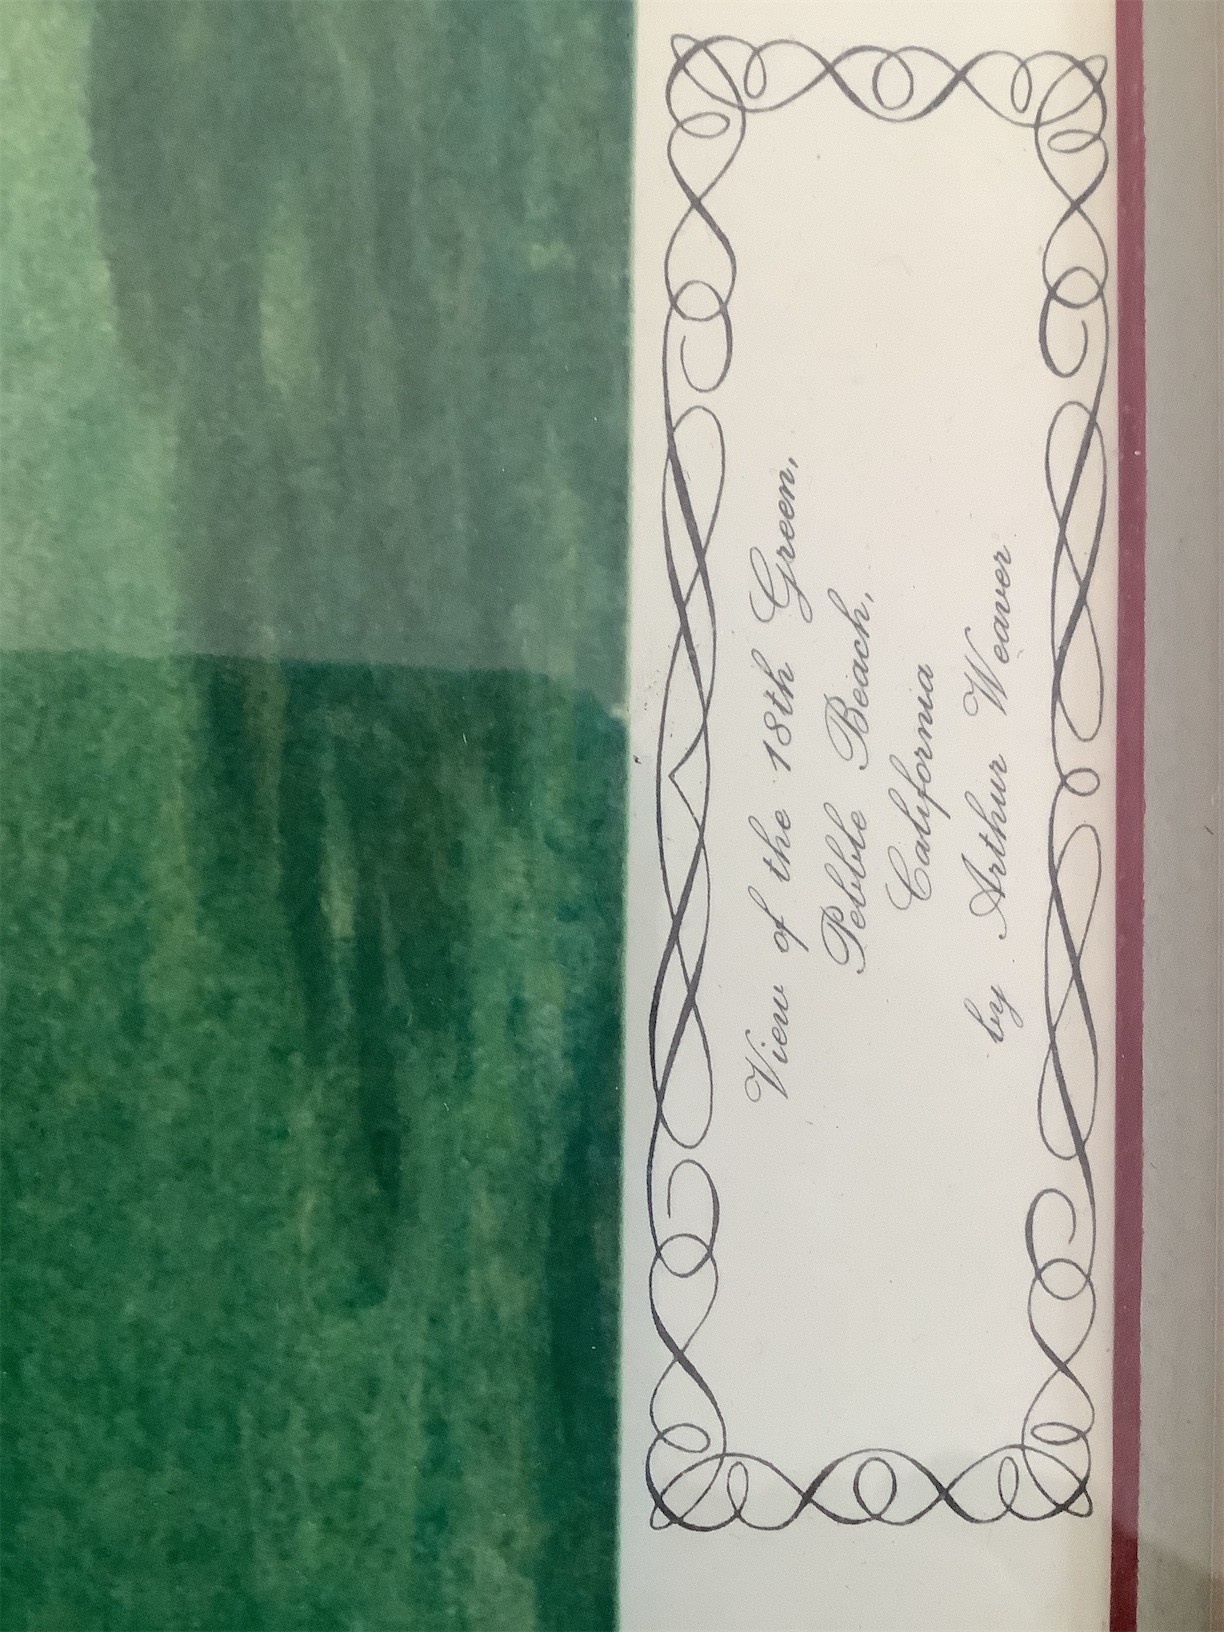 View of the 18th Green,
Pebble Beach,
California
by Arthur Weaver